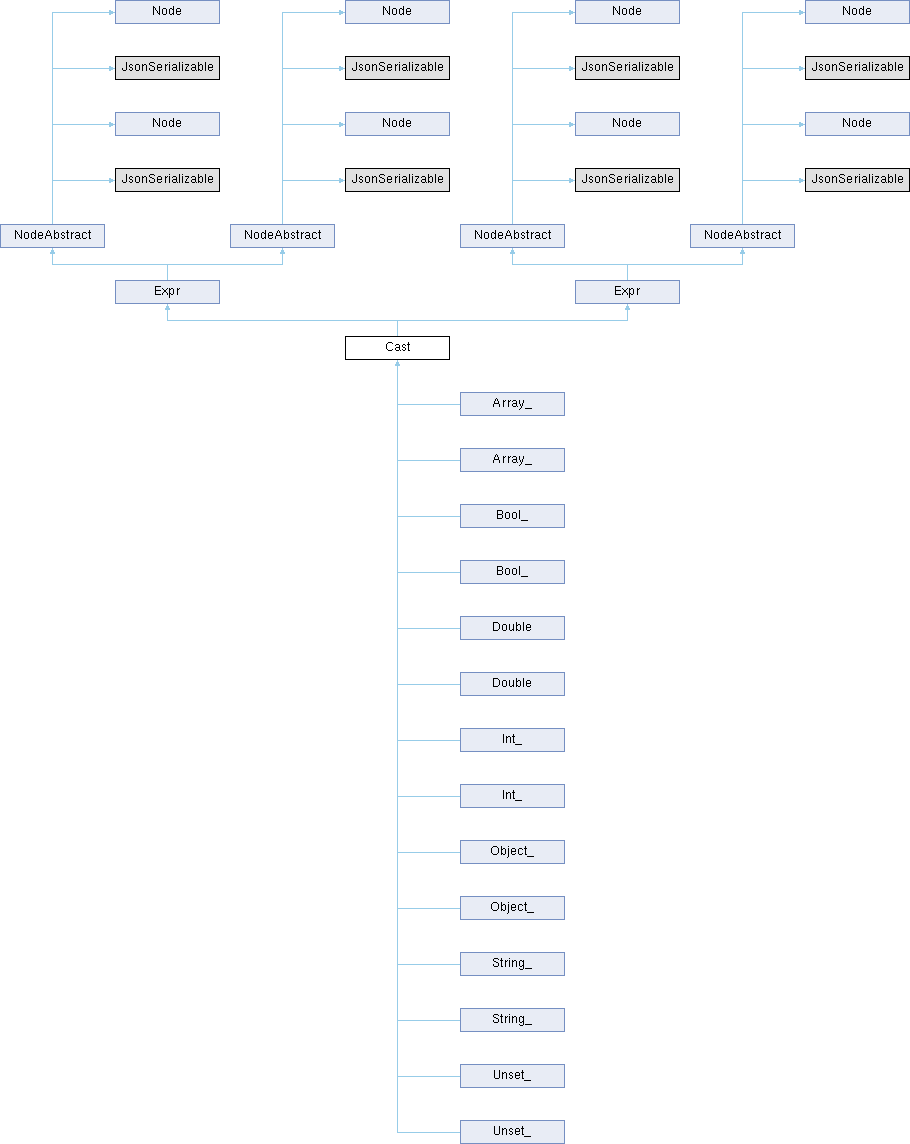 Node Node Node Node
JsonSerializable JsonSerializable JsonSerializable JsonSerializable
Node Node Node Node
JsonSerializable JsonSerializable JsonSerializable JsonSerializable
NodeAbstract NodeAbstract NodeAbstract NodeAbstract
Expr Expr
Cast
Array_
Array_
Bool_
Bool_
Double
Double
Int_
Int_
Object_
Object_
String_
String_
Unset_
Unset_